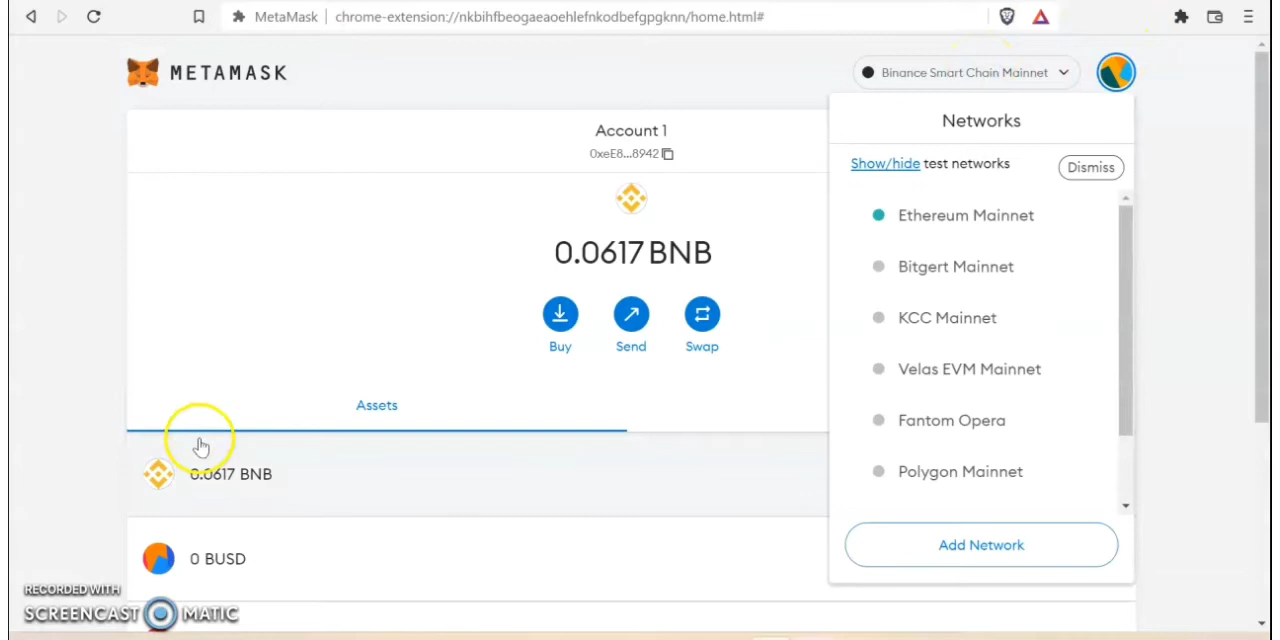 MetaMask
chrome-extension://nkbihfbeogaeaoehlefnkodbefgpgknn/home.html#
METAMASK
Binance Smart Chain Mainnet
Account 1
0xeE8...8942
0.0617 BNB
Buy
Send
Swap
Assets
0.0617 BNB
0 BUSD
Networks
Show/hide test networks
Dismiss
Ethereum Mainnet
Bitgert Mainnet
KCC Mainnet
Velas EVM Mainnet
Fantom Opera
Polygon Mainnet
Add Network
RECORDED WITH
SCREENCAST MATIC